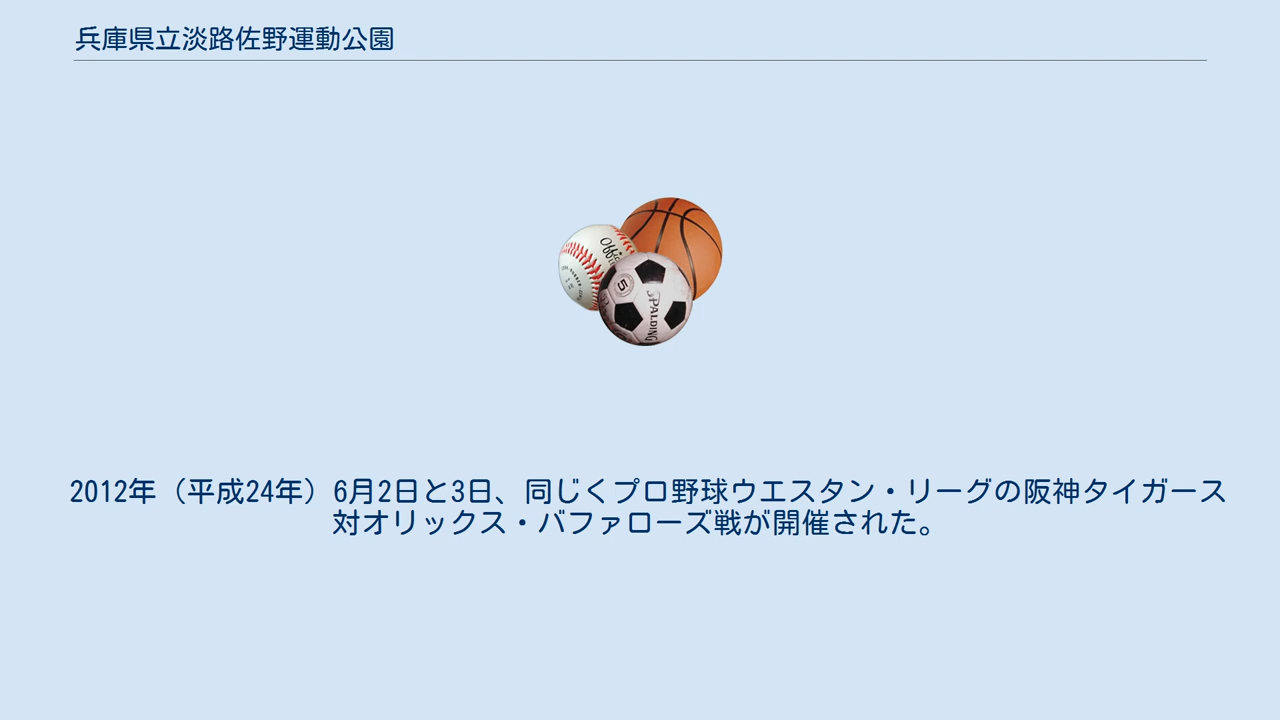 兵庫県立淡路佐野運動公園
Offic
5
SPALDING
2012年（平成24年）6月2日と3日、同じくプロ野球ウエスタン・リーグの阪神タイガース
対オリックス・バファローズ戦が開催された。